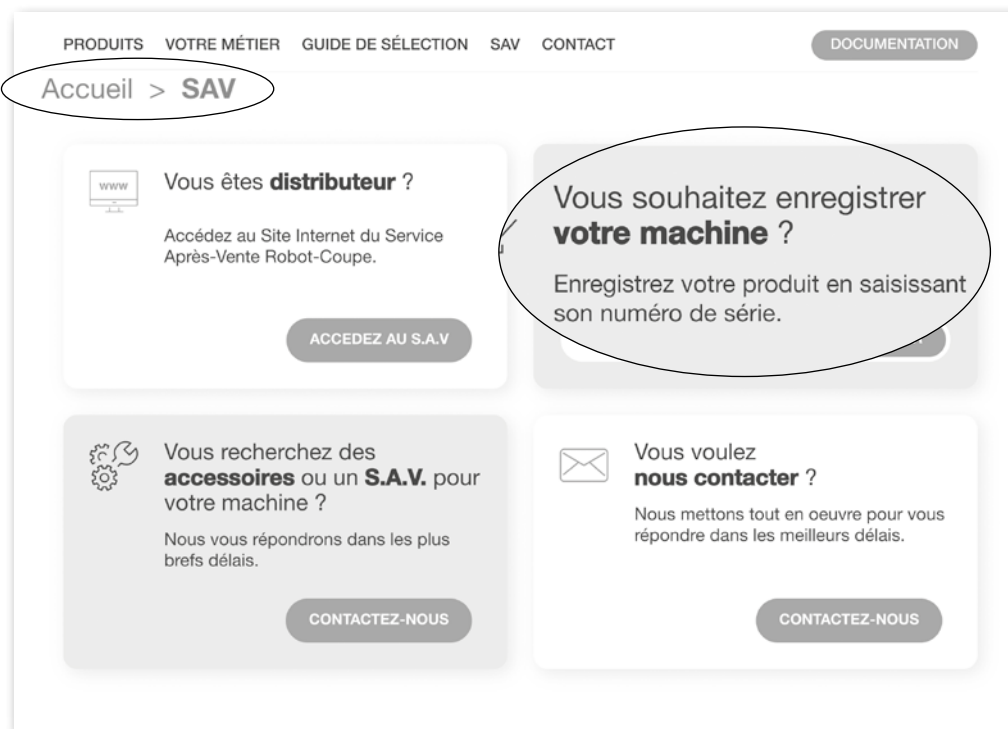 PRODUITS VOTRE MÉTIER GUIDE DE SÉLECTION SAV CONTACT DOCUMENTATION
Accueil > SAV
www
Vous êtes distributeur ?
Accédez au Site Internet du Service
Après-Vente Robot-Coupe.
ACCEDEZ AU S.A.V
Vous souhaitez enregistrer
votre machine ?
Enregistrez votre produit en saisissant
son numéro de série.
Vous recherchez des
accessoires ou un S.A.V. pour
votre machine ?
Nous vous répondrons dans les plus
brefs délais.
CONTACTEZ-NOUS
Vous voulez
nous contacter ?
Nous mettons tout en oeuvre pour vous
répondre dans les meilleurs délais.
CONTACTEZ-NOUS